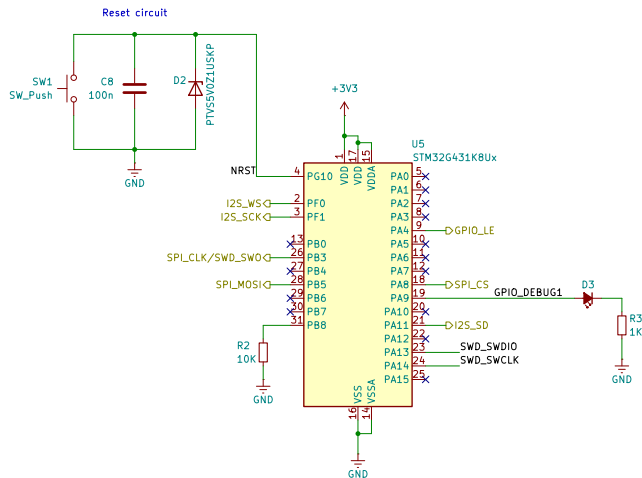 Reset circuit
SW1
SW_Push
C8
100n
D2
PTVS5V0Z1USKP
+3V3
U5
STM32G431K8Ux
NRST
GND
1
17
15
VDD
VDD
VDDA
4 PG10
2 PF0
3 PF1
13 PB0
26 PB3
27 PB4
28 PB5
29 PB6
30 PB7
31 PB8
I2S_WS
I2S_SCK
SPI_CLK/SWD_SWO
SPI_MOSI
PA0 5
PA1 6
PA2 7
PA3 8
PA4 9
PA5 10
PA6 11
PA7 12
PA8 18
PA9 19
PA10 20
PA11 21
PA12 22
PA13 23
PA14 24
PA15 25
GPIO_LE
SPI_CS
GPIO_DEBUG1
I2S_SD
SWD_SWDIO
SWD_SWCLK
D3
R3
1K
GND
R2
10K
GND
VSS
VSSA
16
14
GND